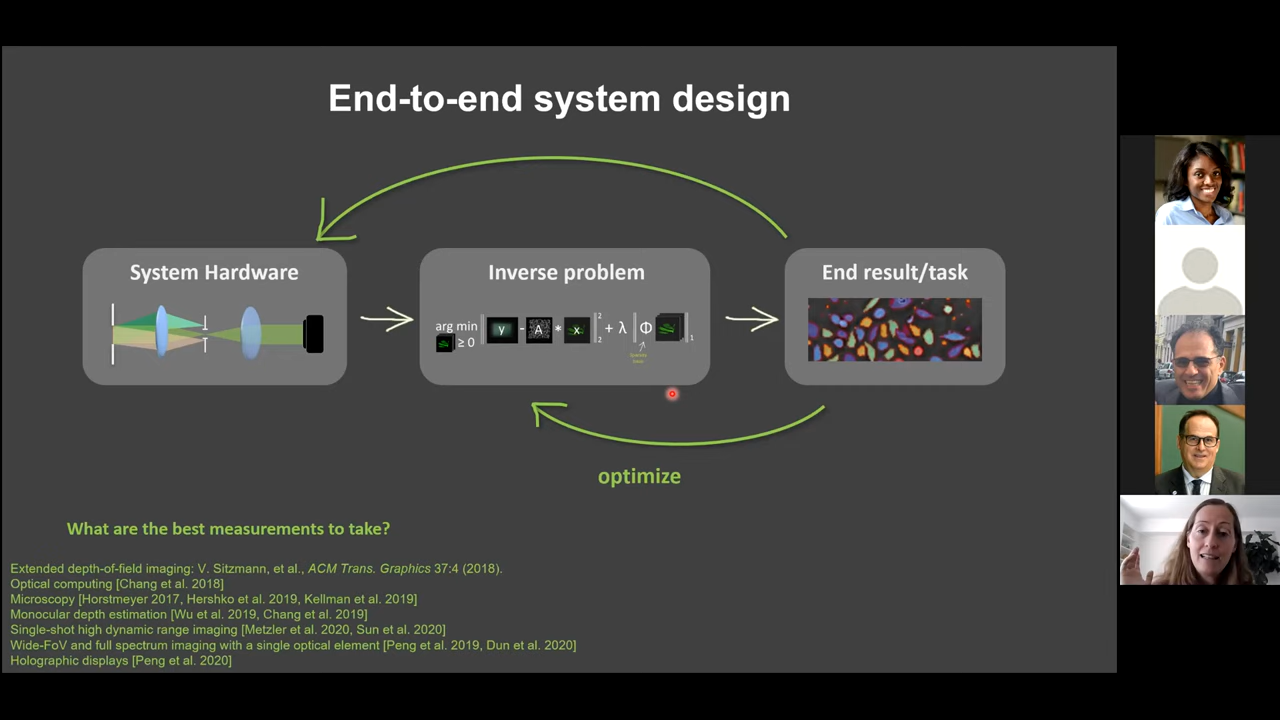 End-to-end system design
System Hardware
Inverse problem
End result/task
arg min
≥ 0
y - A * x
2
2
+ λ
Φ
1
optimize
What are the best measurements to take?
Extended depth-of-field imaging: V. Sitzmann, et al., ACM Trans. Graphics 37:4 (2018).
Optical computing [Chang et al. 2018]
Microscopy [Horstmeyer 2017, Hershko et al. 2019, Kellman et al. 2019]
Monocular depth estimation [Wu et al. 2019, Chang et al. 2019]
Single-shot high dynamic range imaging [Metzler et al. 2020, Sun et al. 2020]
Wide-FoV and full spectrum imaging with a single optical element [Peng et al. 2019, Dun et al. 2020]
Holographic displays [Peng et al. 2020]